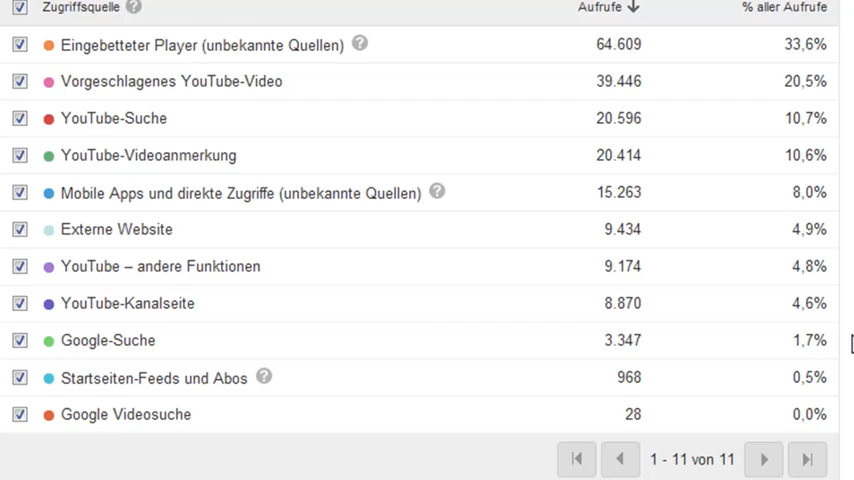 Zugriffsquelle ? Aufrufe ↓ % aller Aufrufe
Eingebetteter Player (unbekannte Quellen) ? 64.609 33,6%
Vorgeschlagenes YouTube-Video 39.446 20,5%
YouTube-Suche 20.596 10,7%
YouTube-Videoanmerkung 20.414 10,6%
Mobile Apps und direkte Zugriffe (unbekannte Quellen) ? 15.263 8,0%
Externe Website 9.434 4,9%
YouTube – andere Funktionen 9.174 4,8%
YouTube-Kanalseite 8.870 4,6%
Google-Suche 3.347 1,7%
Startseiten-Feeds und Abos ? 968 0,5%
Google Videosuche 28 0,0%
1 - 11 von 11